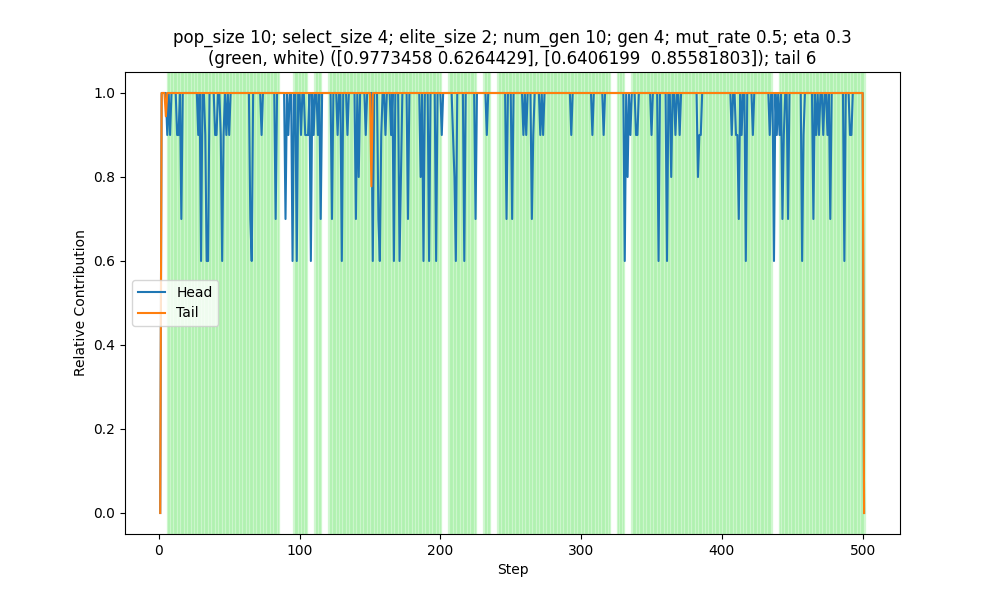 pop_size 10; select_size 4; elite_size 2; num_gen 10; gen 4; mut_rate 0.5; eta 0.3
(green, white) ([0.9773458 0.6264429], [0.6406199  0.85581803]); tail 6
1.0
0.8
0.6
0.4
0.2
0.0
Relative Contribution
Head
Tail
0
100
200
300
400
500
Step